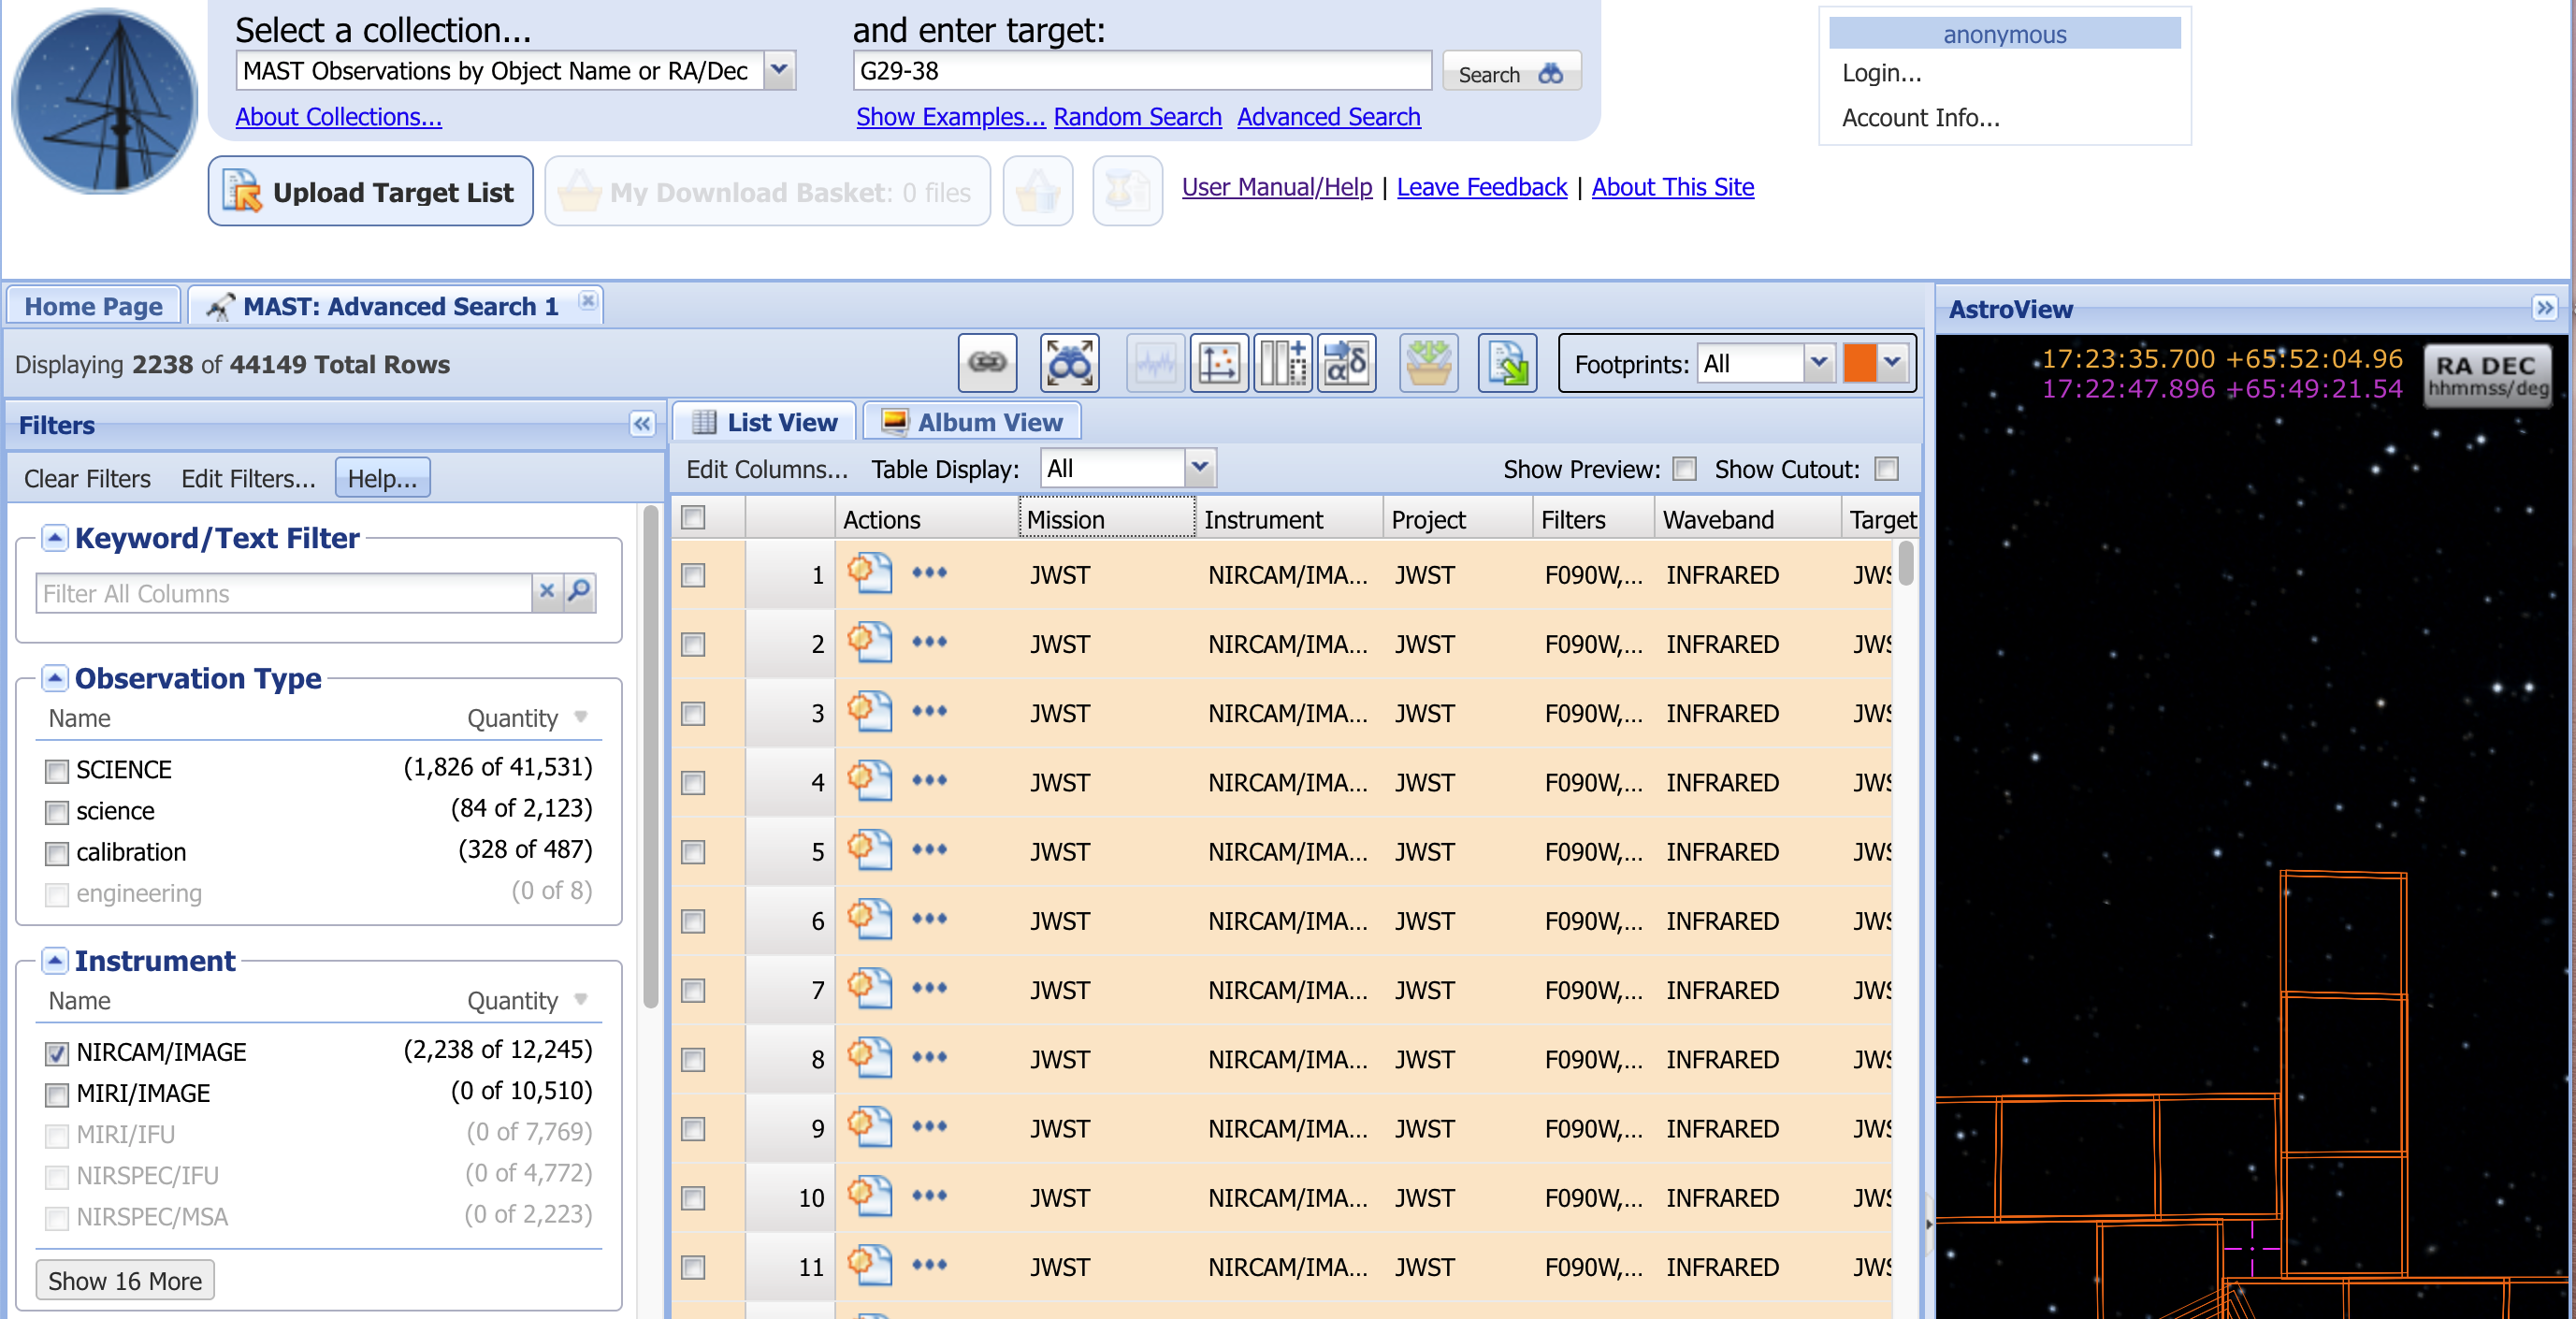 Select a collection... and enter target:
MAST Observations by Object Name or RA/Dec G29-38 Search
About Collections... Show Examples... Random Search Advanced Search
anonymous
Login...
Account Info...
Upload Target List My Download Basket: 0 files User Manual/Help | Leave Feedback | About This Site
Home Page MAST: Advanced Search 1
Displaying 2238 of 44149 Total Rows αδ Footprints: All
Filters
Clear Filters Edit Filters... Help...
Keyword/Text Filter
Filter All Columns
Observation Type
Name Quantity
SCIENCE (1,826 of 41,531)
science (84 of 2,123)
calibration (328 of 487)
engineering (0 of 8)
Instrument
Name Quantity
NIRCAM/IMAGE (2,238 of 12,245)
MIRI/IMAGE (0 of 10,510)
MIRI/IFU (0 of 7,769)
NIRSPEC/IFU (0 of 4,772)
NIRSPEC/MSA (0 of 2,223)
Show 16 More
List View Album View
Edit Columns... Table Display: All Show Preview: Show Cutout:
Actions Mission Instrument Project Filters Waveband Target
1 JWST NIRCAM/IMA... JWST F090W,... INFRARED JWS
2 JWST NIRCAM/IMA... JWST F090W,... INFRARED JWS
3 JWST NIRCAM/IMA... JWST F090W,... INFRARED JWS
4 JWST NIRCAM/IMA... JWST F090W,... INFRARED JWS
5 JWST NIRCAM/IMA... JWST F090W,... INFRARED JWS
6 JWST NIRCAM/IMA... JWST F090W,... INFRARED JWS
7 JWST NIRCAM/IMA... JWST F090W,... INFRARED JWS
8 JWST NIRCAM/IMA... JWST F090W,... INFRARED JWS
9 JWST NIRCAM/IMA... JWST F090W,... INFRARED JWS
10 JWST NIRCAM/IMA... JWST F090W,... INFRARED JWS
11 JWST NIRCAM/IMA... JWST F090W,... INFRARED JWS
AstroView
17:23:35.700 +65:52:04.96
17:22:47.896 +65:49:21.54
RA DEC
hhmmss/deg